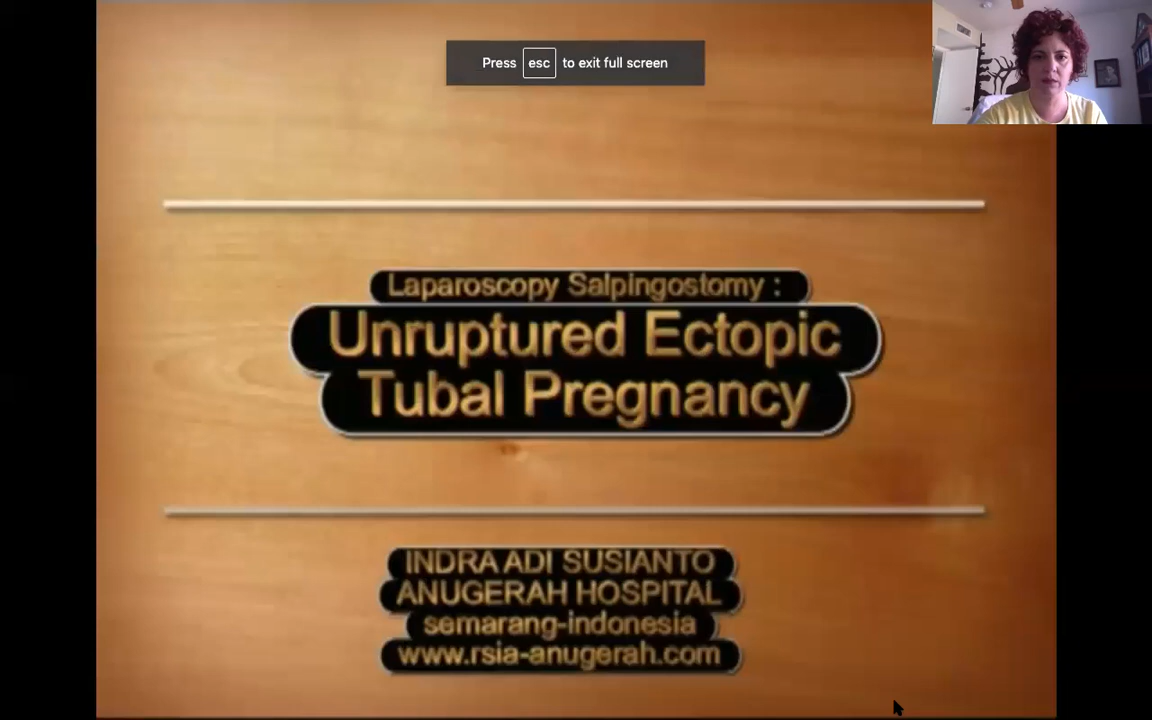 Press esc to exit full screen
Laparoscopy Salpingostomy :
Unruptured Ectopic
Tubal Pregnancy
INDRA ADI SUSIANTO
ANUGERAH HOSPITAL
semarang-indonesia
www.rsia-anugerah.com